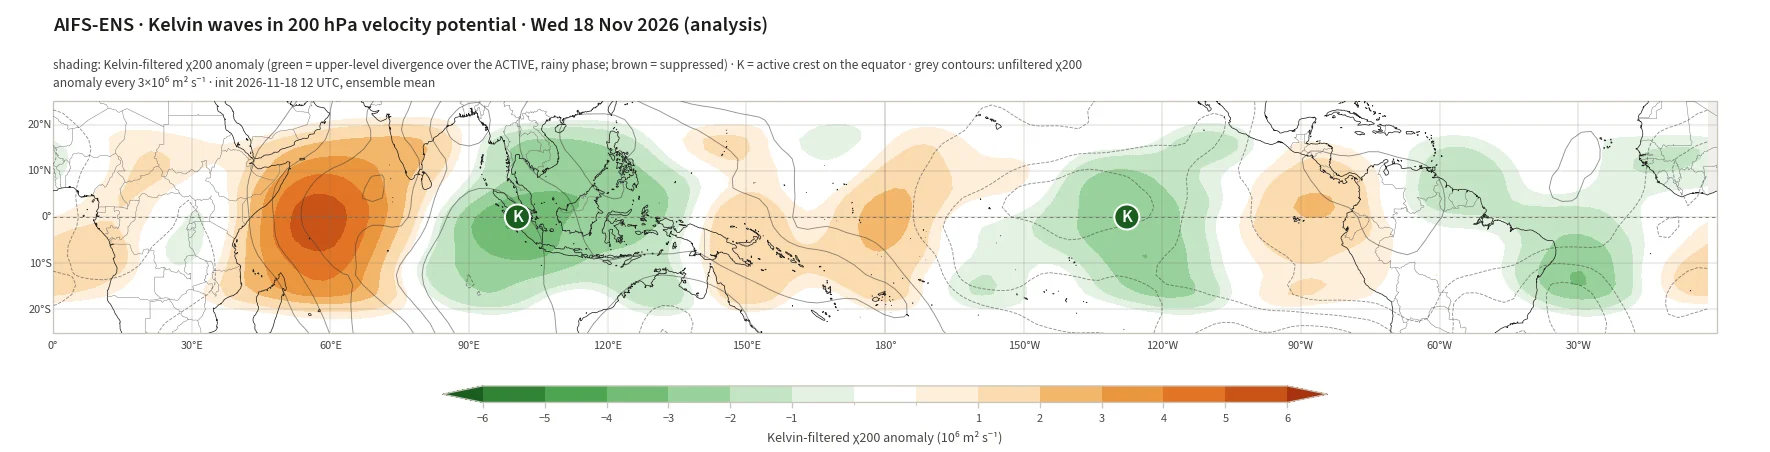 AIFS-ENS · Kelvin waves in 200 hPa velocity potential · Wed 18 Nov 2026 (analysis)
shading: Kelvin-filtered χ200 anomaly (green = upper-level divergence over the ACTIVE, rainy phase; brown = suppressed) · K = active crest on the equator · grey contours: unfiltered χ200
anomaly every 3×10⁶ m² s⁻¹ · init 2026-11-18 12 UTC, ensemble mean
20°N
10°N
0°
10°S
20°S
K
K
0°
30°E
60°E
90°E
120°E
150°E
180°
150°W
120°W
90°W
60°W
30°W
−6
−5
−4
−3
−2
−1
1
2
3
4
5
6
Kelvin-filtered χ200 anomaly (10⁶ m² s⁻¹)